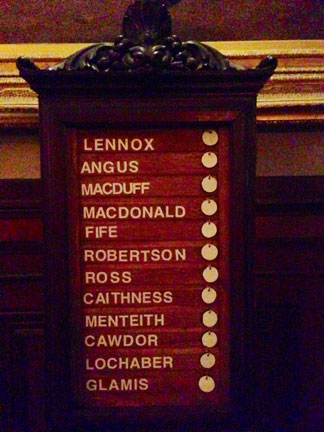 LENNOX
ANGUS
MACDUFF
MACDONALD
FIFE
ROBERTSON
ROSS
CAITHNESS
MENTEITH
CAWDOR
LOCHABER
GLAMIS